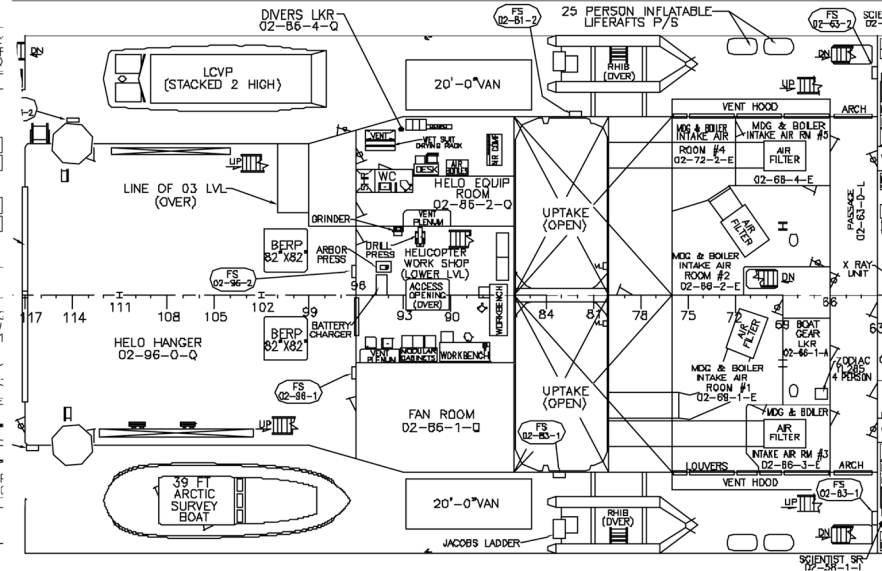 DIVERS LKR
02-86-4-Q
FS
02-81-2
25 PERSON INFLATABLE
LIFERAFTS P/S
FS
02-63-2
DN
LCVP
(STACKED 2 HIGH)
20'-0" VAN
RHIB
(OVER)
DN
UP
VENT HOOD
ARCH
VENT
WET SUIT
DRYING RACK
DESK
AIR
BOTTLES
AIR COMP
WC
HELO EQUIP
ROOM
02-86-2-Q
MDG & BOILER
INTAKE AIR
ROOM #4
02-72-2-E
MDG & BOILER
INTAKE AIR RM #5
AIR
FILTER
02-68-4-E
PASSAGE
02-63-0-L
UP
LINE OF 03 LVL
(OVER)
GRINDER
VENT
PLENUM
UPTAKE
(OPEN)
AIR
FILTER
BERP
82"X82"
ARBOR
PRESS
DRILL
PRESS
HELICOPTER
WORK SHOP
(LOWER LVL)
MDG & BOILER
INTAKE AIR
ROOM #2
02-66-2-E
DN
X RAY
UNIT
FS
02-96-2
ACCESS
OPENING
(OVER)
WORKBENCH
117
114
111
108
105
102
99
96
93
90
84
81
75
72
69
66
63
HELO HANGER
02-96-0-Q
BERP
82"X82"
BATTERY
CHARGER
VENT
PLENUM
MODULAR
CABINETS
WORKBENCH
AIR
FILTER
BOAT
GEAR
LKR
02-66-1-A
ZODIAC
4 PERSON
FS
02-96-1
UPTAKE
(OPEN)
MDG & BOILER
INTAKE AIR
ROOM #1
02-69-1-E
UP
FAN ROOM
02-86-1-Q
FS
02-83-1
MDG & BOILER
AIR
FILTER
INTAKE AIR RM #3
02-66-3-E
LOUVERS
VENT HOOD
ARCH
39 FT
ARCTIC
SURVEY
BOAT
20'-0" VAN
RHIB
(OVER)
FS
02-63-1
UP
DN
JACOBS LADDER
SCIENTIST SR